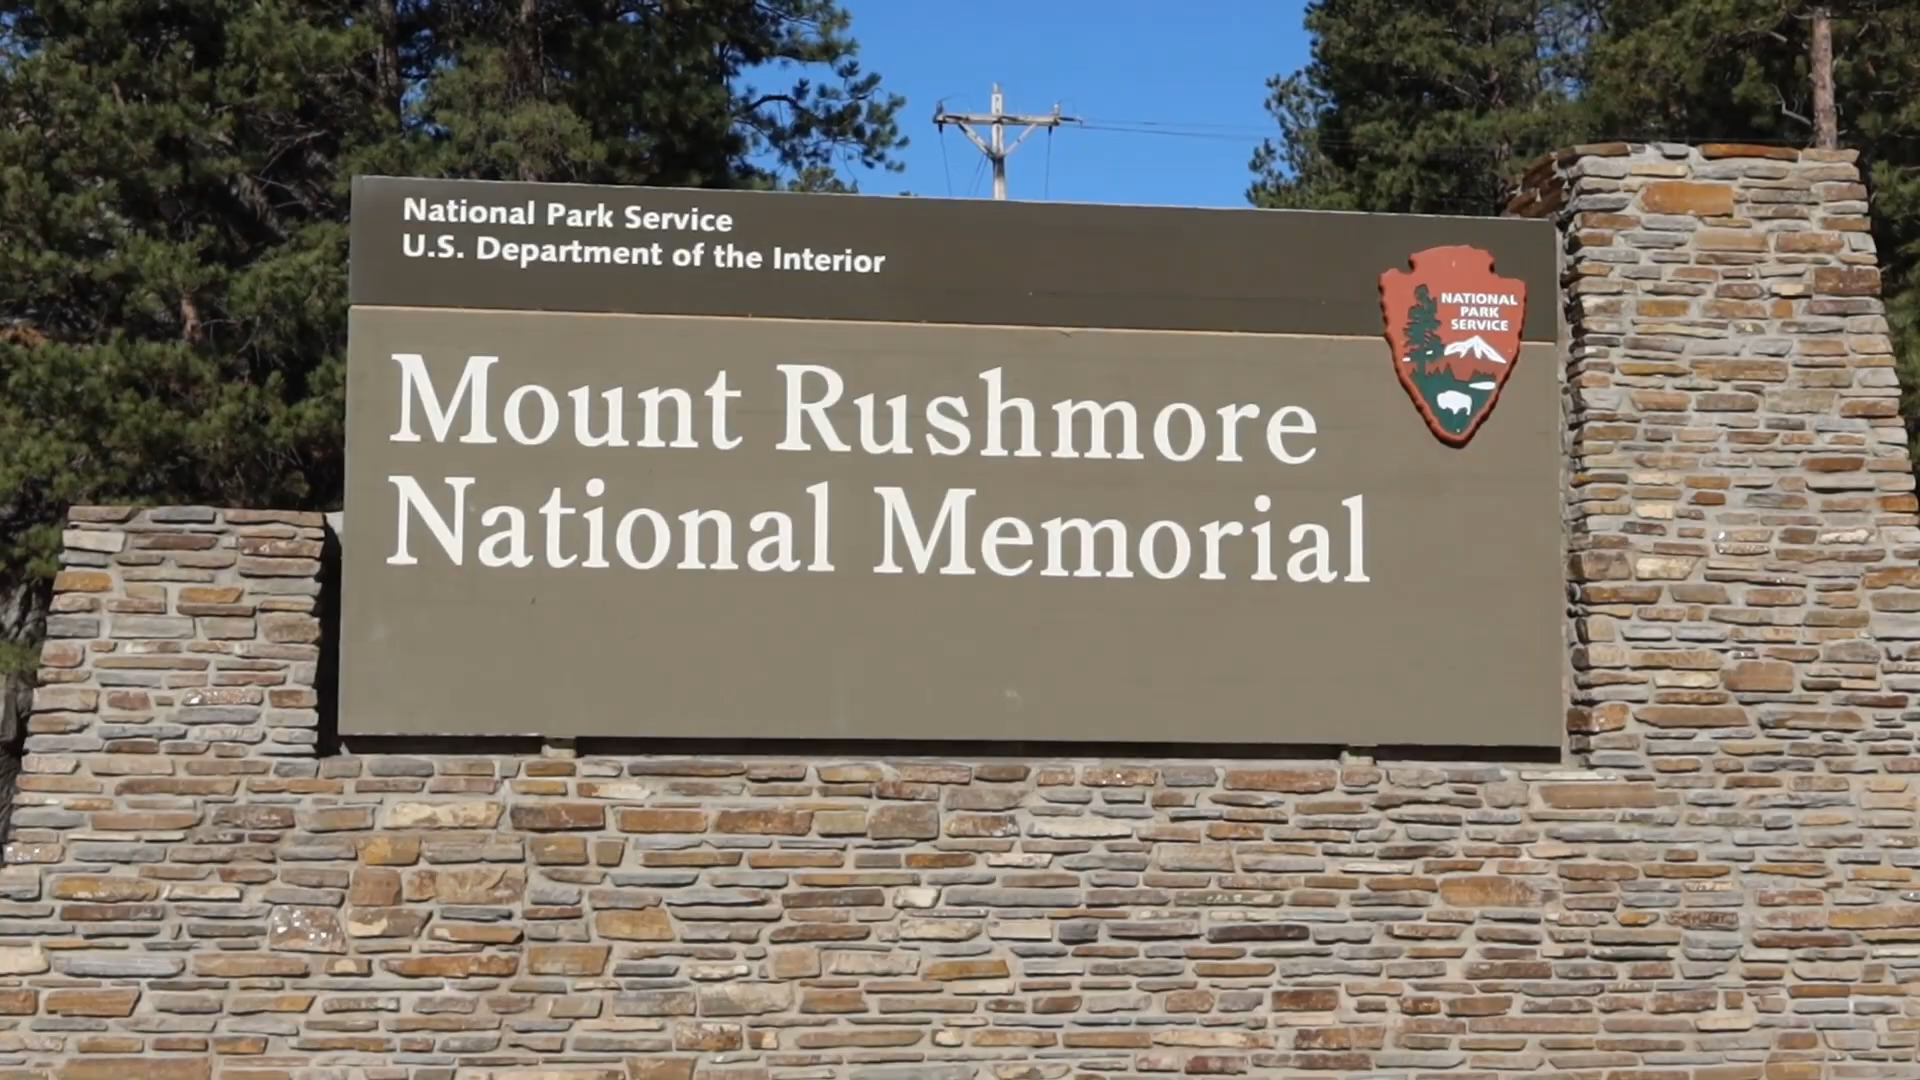 National Park Service
U.S. Department of the Interior
NATIONAL
PARK
SERVICE
Mount Rushmore
National Memorial